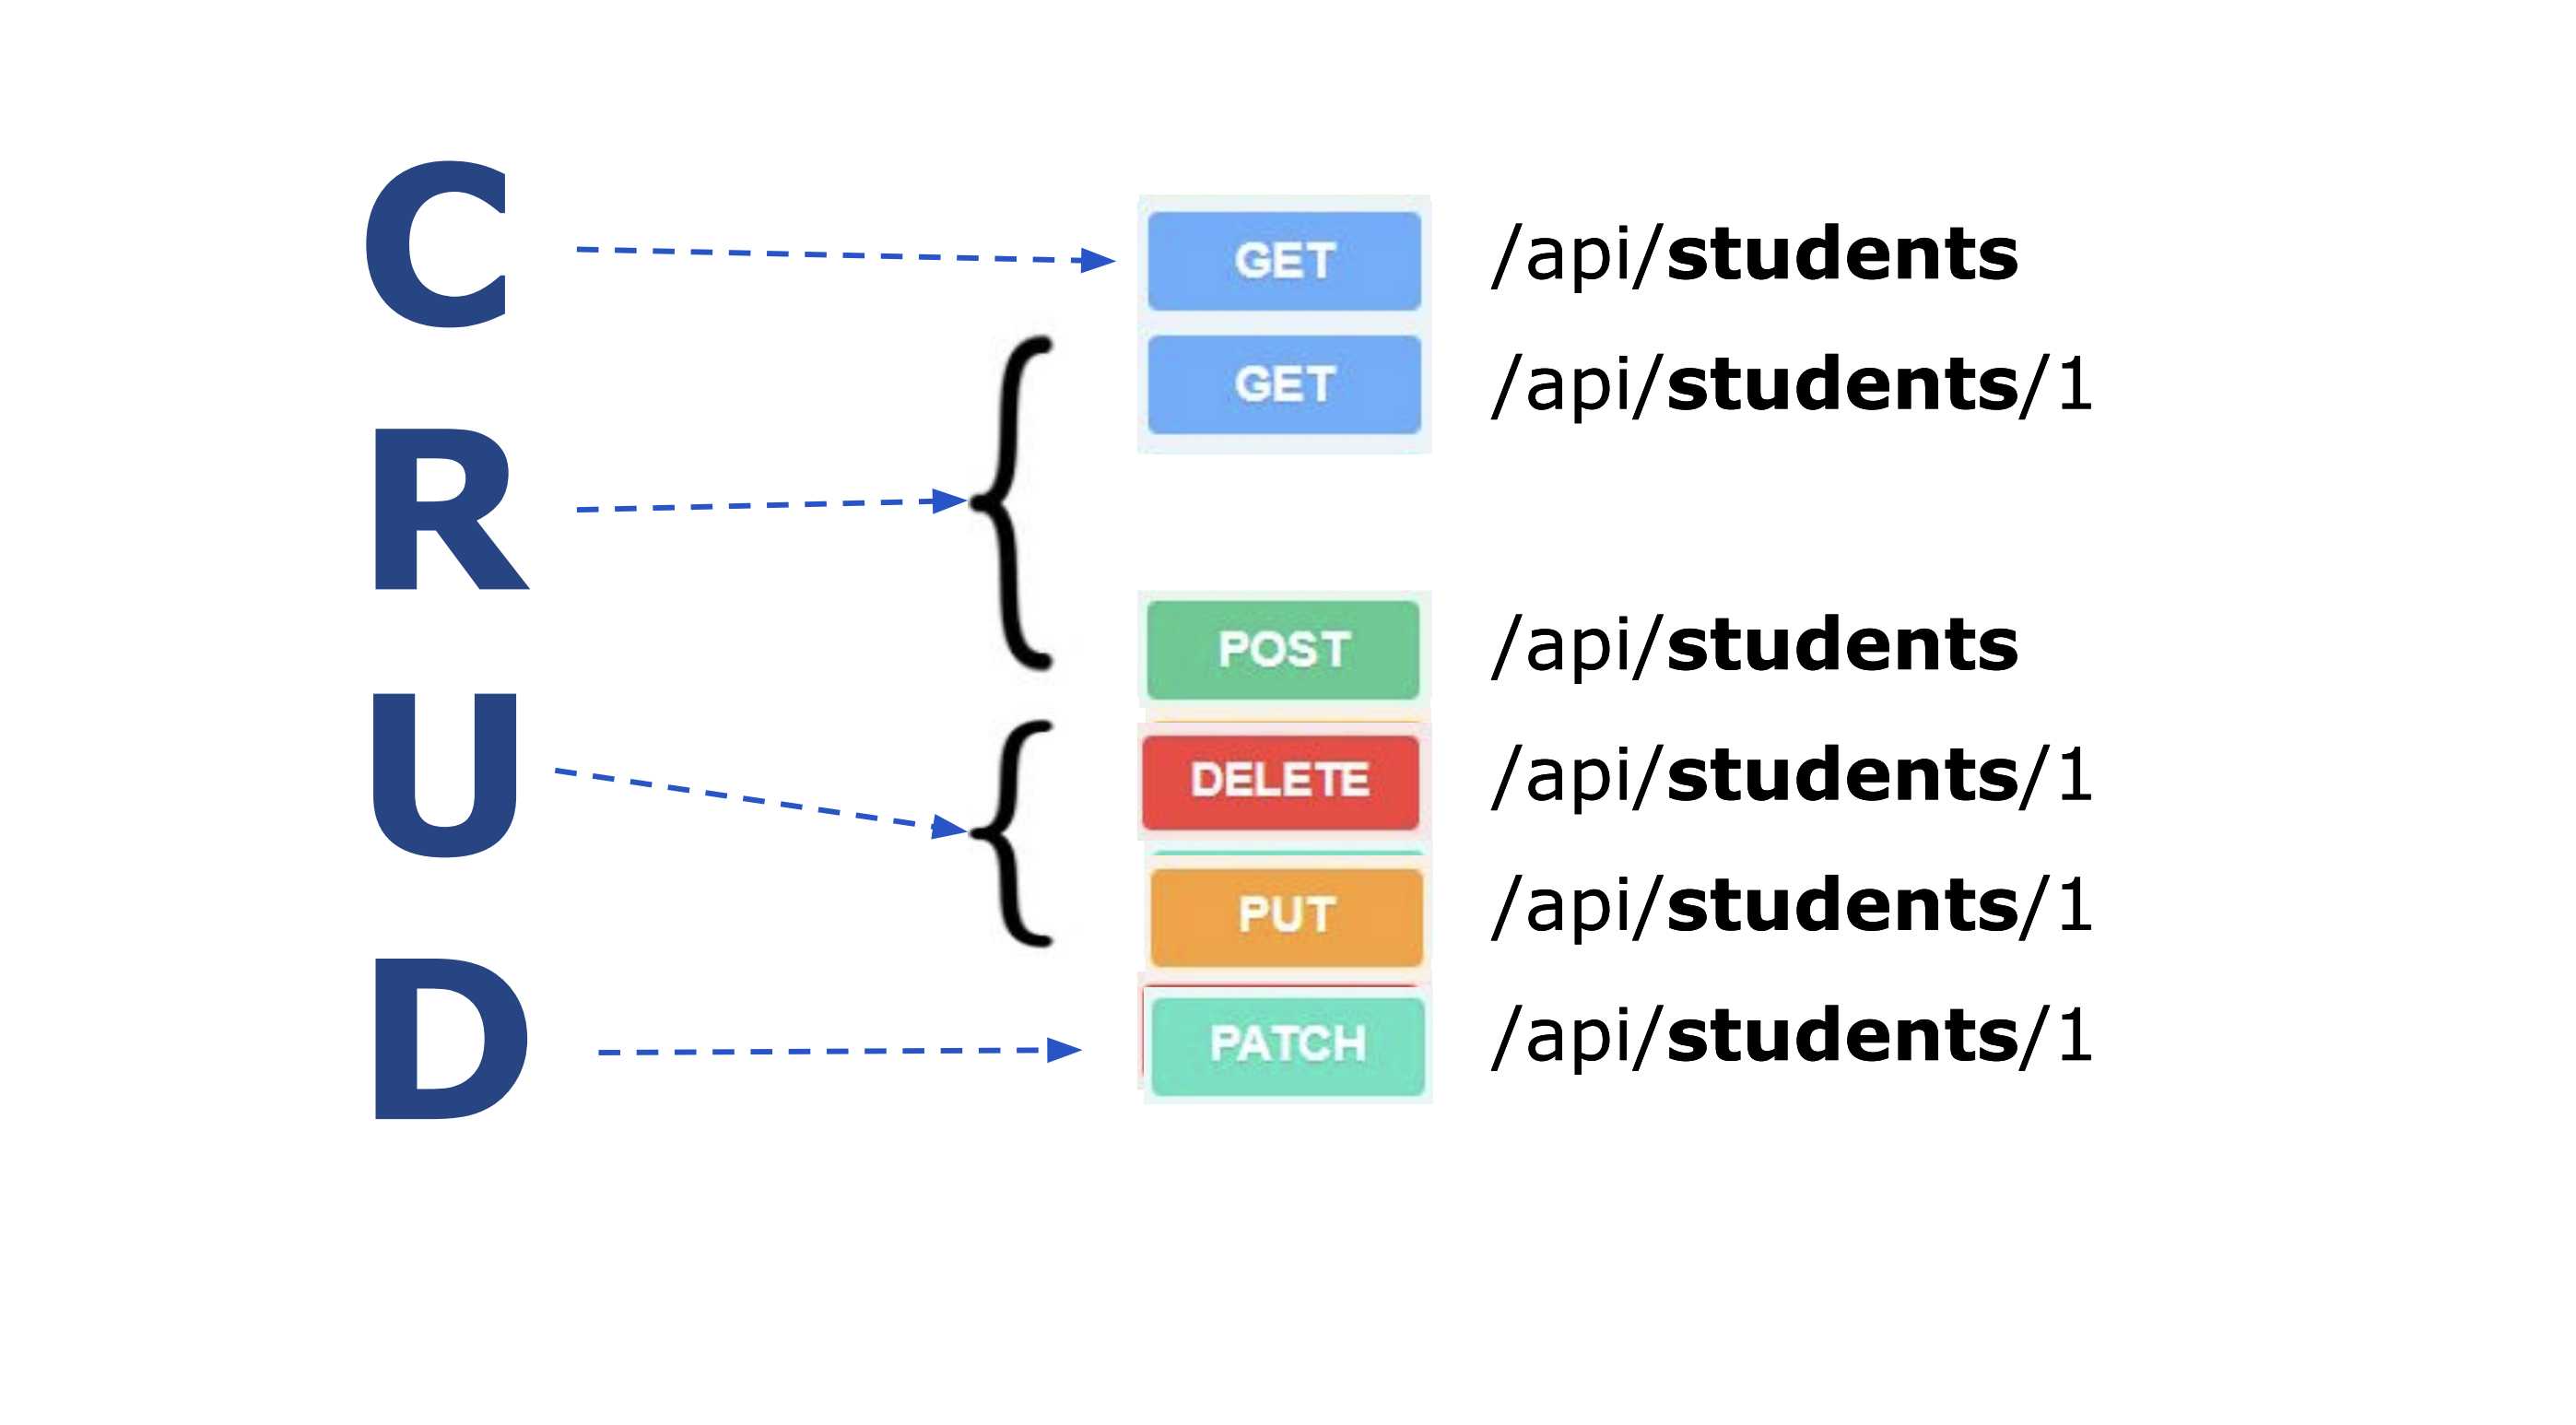 C
GET /api/students
GET /api/students/1
R
POST /api/students
U
DELETE /api/students/1
PUT /api/students/1
D
PATCH /api/students/1